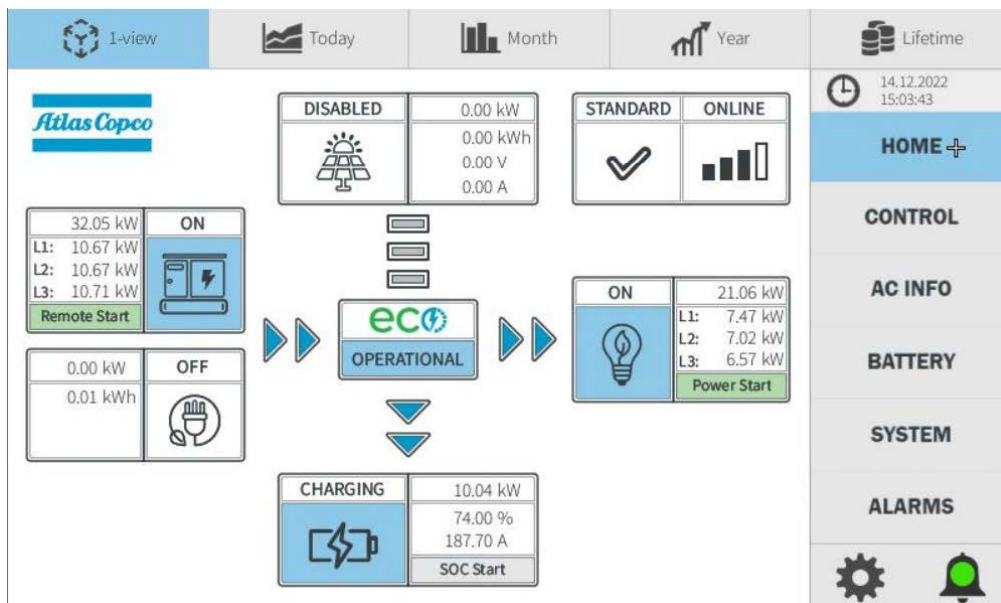 1-view
Today
Month
Year
Lifetime
14.12.2022
15:03:43
Atlas Copco
DISABLED
0.00 kW
0.00 kWh
0.00 V
0.00 A
STANDARD
ONLINE
HOME
CONTROL
AC INFO
BATTERY
SYSTEM
ALARMS
32.05 kW
ON
L1: 10.67 kW
L2: 10.67 kW
L3: 10.71 kW
Remote Start
0.00 kW
OFF
0.01 kWh
eco
OPERATIONAL
ON
21.06 kW
L1: 7.47 kW
L2: 7.02 kW
L3: 6.57 kW
Power Start
CHARGING
10.04 kW
74.00 %
187.70 A
SOC Start